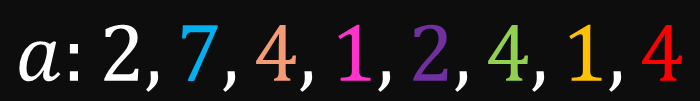 a: 2, 7, 4, 1, 2, 4, 1, 4